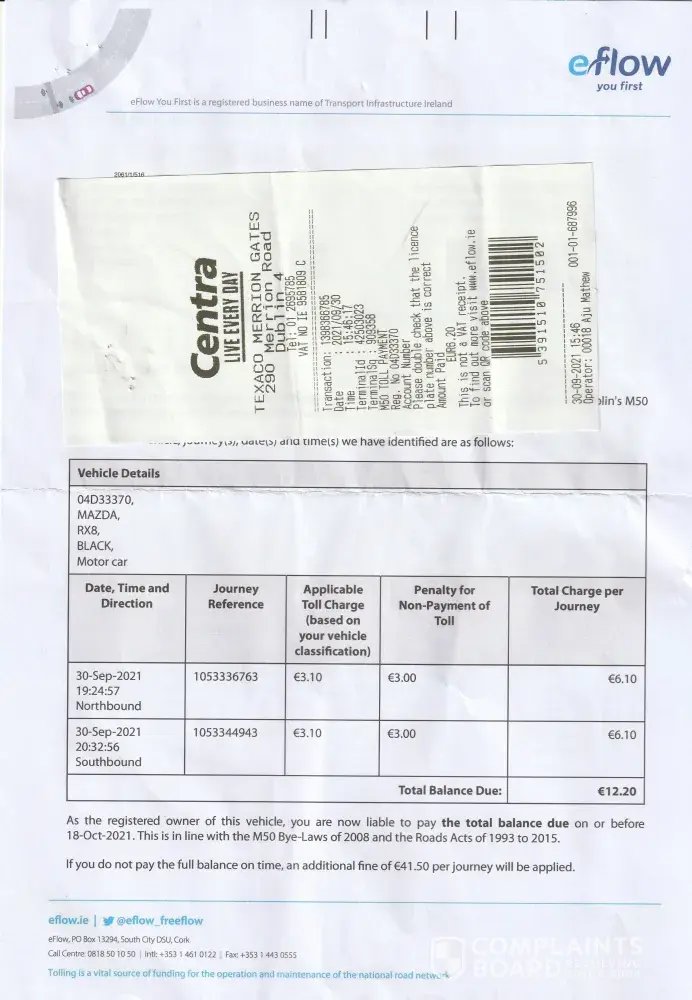 eflow
you first
eFlow You First is a registered business name of Transport Infrastructure Ireland
2061/1/516
Centra
LIVE EVERY DAY
TEXACO MERRION GATES
290 Merrion Road
Dublin 4
Tel: 01 2695785
VAT NO IE 9581809 C
Transaction: 1398366785
Date : 2021/09/30
Time : 15:46:17
TerminalId : 42503023
TerminalSq : 909358
M50 TOLL PAYMENT
Reg. No 04D33370
Account Number
Please double check that the licence
plate number above is correct
Amount Paid
EUR6.20
This is not a VAT receipt.
To find out more visit www.eflow.ie
or scan QR code above
5 391510 751502
30-09-2021 15:46 001-01-687996
Operator: 00018 Aju Mathew
blin's M50
journey(s), date(s) and time(s) we have identified are as follows:
Vehicle Details
04D33370,
MAZDA,
RX8,
BLACK,
Motor car
Date, Time and Direction
Journey Reference
Applicable Toll Charge (based on your vehicle classification)
Penalty for Non-Payment of Toll
Total Charge per Journey
30-Sep-2021 1053336763 €3.10 €3.00 €6.10
19:24:57
Northbound
30-Sep-2021 1053344943 €3.10 €3.00 €6.10
20:32:56
Southbound
Total Balance Due: €12.20
As the registered owner of this vehicle, you are now liable to pay the total balance due on or before
18-Oct-2021. This is in line with the M50 Bye-Laws of 2008 and the Roads Acts of 1993 to 2015.
If you do not pay the full balance on time, an additional fine of €41.50 per journey will be applied.
eflow.ie | @eflow_freeflow
eFlow, PO Box 13294, South City DSU, Cork
Call Centre: 0818 50 10 50 | Intl: +353 1 461 0122 | Fax: +353 1 443 0555
Tolling is a vital source of funding for the operation and maintenance of the national road network
COMPLAINTS
BOARD